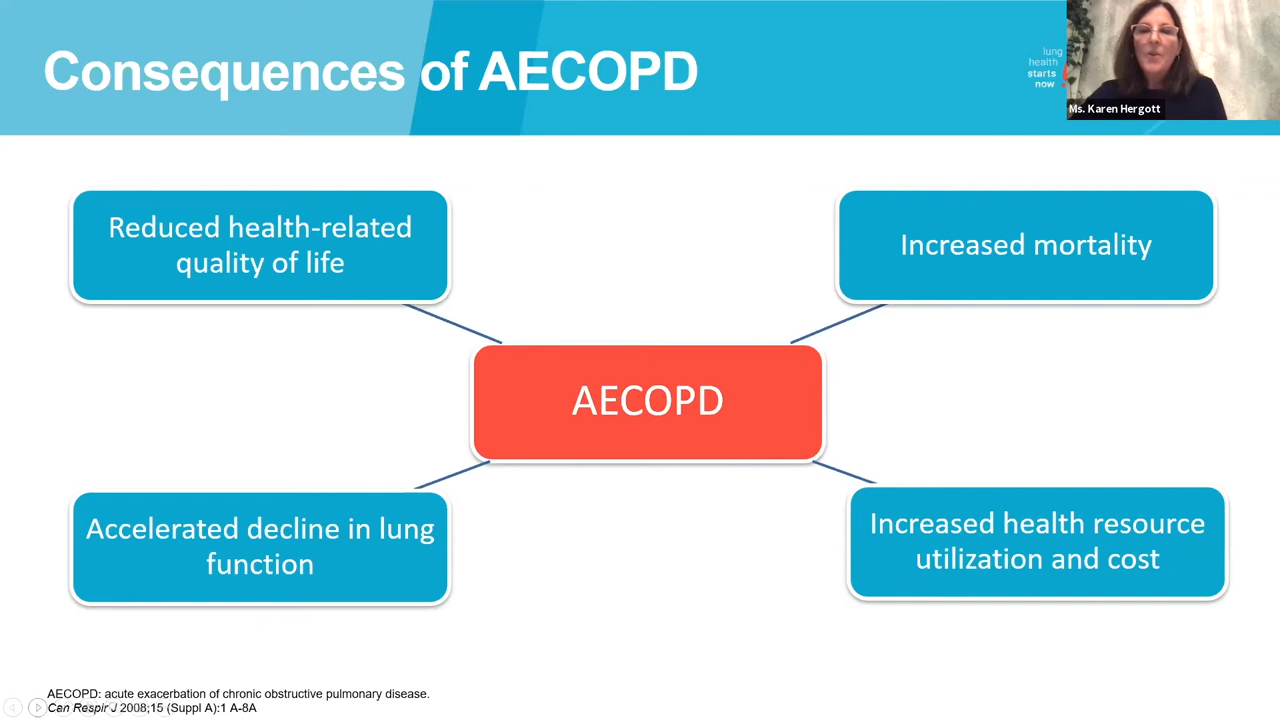 Consequences of AECOPD
lung
health
starts
now
Ms. Karen Hergott
Reduced health-related
quality of life
Increased mortality
AECOPD
Accelerated decline in lung
function
Increased health resource
utilization and cost
AECOPD: acute exacerbation of chronic obstructive pulmonary disease.
Can Respir J 2008;15 (Suppl A):1 A-8A